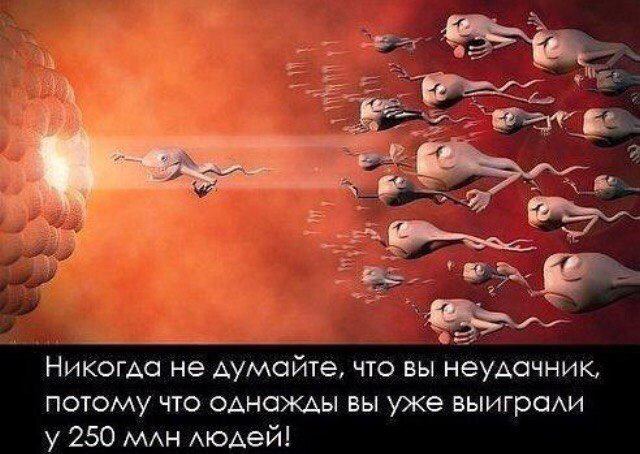 Никогда не думайте, что вы неудачник,
потому что однажды вы уже выиграли
у 250 млн людей!